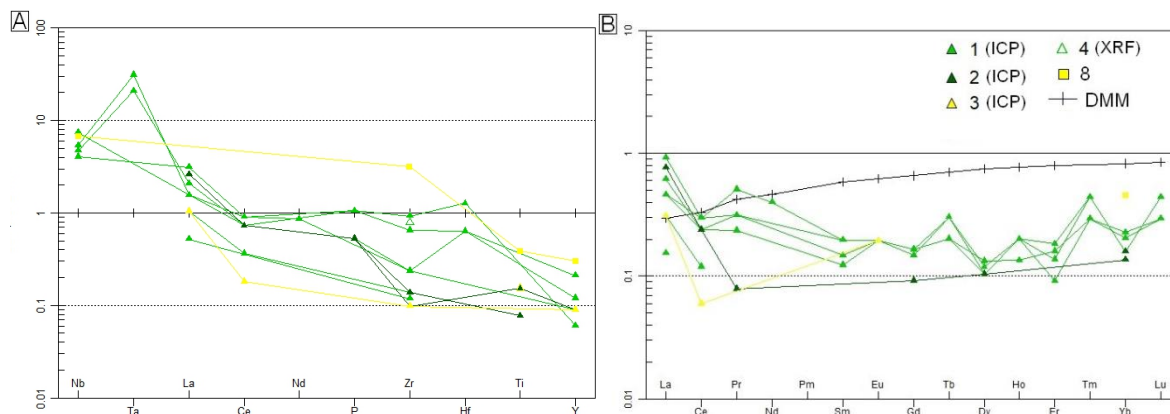 A
100
10
1
0.1
0.01
Nb La Nd Zr Ti
Ta Ce P Hf Y
B
10
1
0.1
0.01
1 (ICP) 4 (XRF)
2 (ICP) 8
3 (ICP) DMM
La Pr Pm Eu Tb Ho Tm Lu
Ce Nd Sm Gd Dy Er Yb